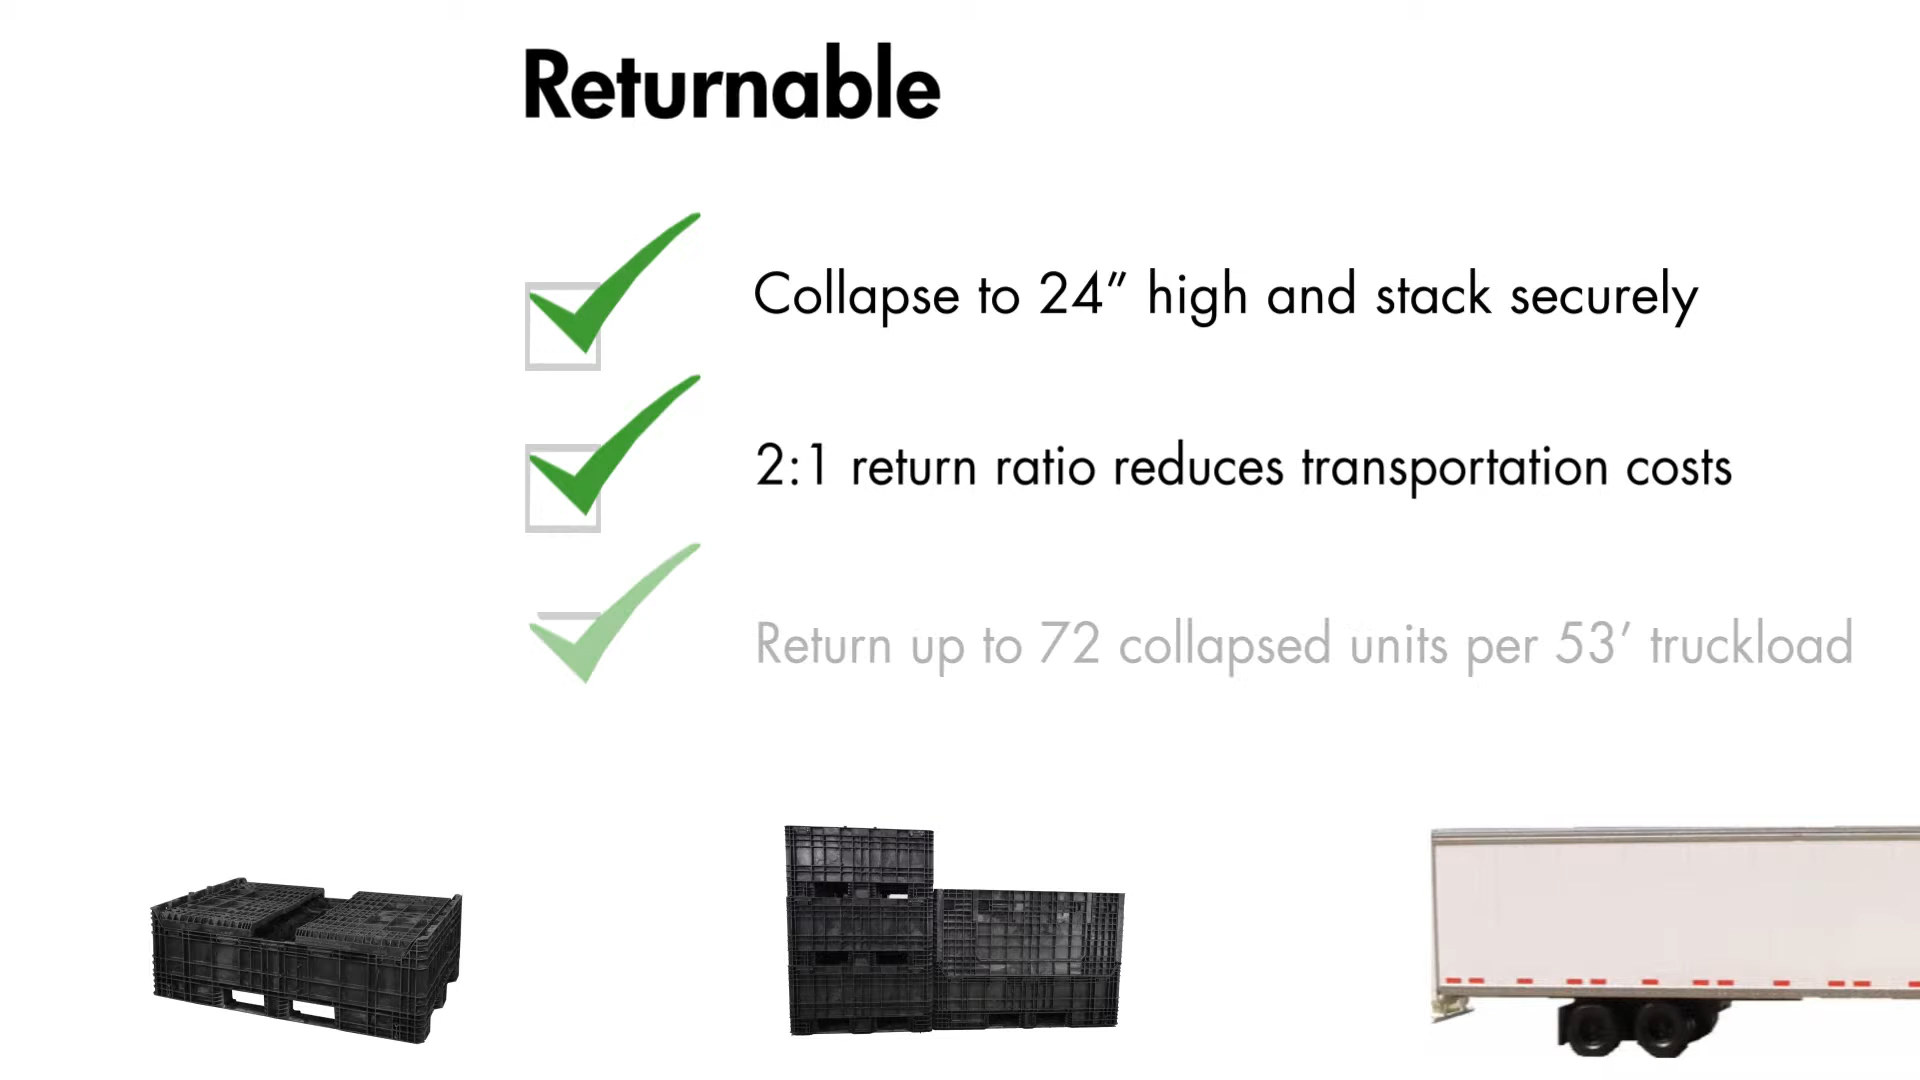 Returnable
Collapse to 24” high and stack securely
2:1 return ratio reduces transportation costs
Return up to 72 collapsed units per 53’ truckload